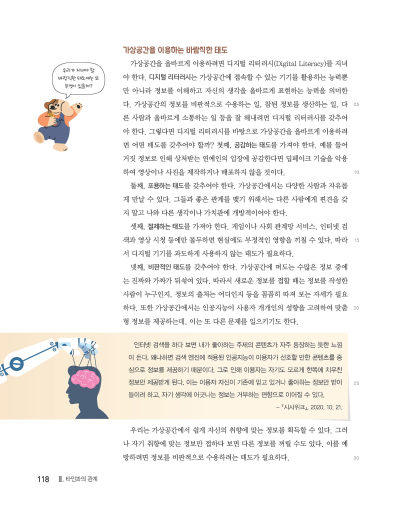 가상공간을 이용하는 바람직한 태도
우리가 지녀야 할
바람직한 태도에는 또
무엇이 있을까?
가상공간을 올바르게 이용하려면 디지털 리터러시(Digital Literacy)를 지녀
야 한다. 디지털 리터러시는 가상공간에 접속할 수 있는 기기를 활용하는 능력뿐
만 아니라 정보를 이해하고 자신의 생각을 올바르게 표현하는 능력을 의미한
다. 가상공간의 정보를 비판적으로 수용하는 일, 참된 정보를 생산하는 일, 다
른 사람과 올바르게 소통하는 일 등을 잘 해내려면 디지털 리터러시를 갖추어
야 한다. 그렇다면 디지털 리터러시를 바탕으로 가상공간을 올바르게 이용하려
면 어떤 태도를 갖추어야 할까? 첫째, 공감하는 태도를 가져야 한다. 예를 들어
거짓 정보로 인해 상처받는 연예인의 입장에 공감한다면 딥페이크 기술을 악용
하여 영상이나 사진을 제작하거나 배포하지 않을 것이다.
10
둘째, 포용하는 태도를 갖추어야 한다. 가상공간에서는 다양한 사람과 자유롭
게 만날 수 있다. 그들과 좋은 관계를 맺기 위해서는 다른 사람에게 편견을 갖
지 말고 나와 다른 생각이나 가치관에 개방적이어야 한다.
셋째, 절제하는 태도를 가져야 한다. 게임이나 사회 관계망 서비스, 인터넷 검
색과 영상 시청 등에만 몰두하면 현실에도 부정적인 영향을 끼칠 수 있다. 따라
15
서 디지털 기기를 과도하게 사용하지 않는 태도가 필요하다.
넷째, 비판적인 태도를 갖추어야 한다. 가상공간에 떠도는 수많은 정보 중에
는 진짜와 가짜가 뒤섞여 있다. 따라서 새로운 정보를 접할 때는 정보를 작성한
사람이 누구인지, 정보의 출처는 어디인지 등을 꼼꼼히 따져 보는 자세가 필요
하다. 또한 가상공간에서는 인공지능이 사용자 개개인의 성향을 고려하여 맞춤
20
형 정보를 제공하는데, 이는 또 다른 문제를 일으키기도 한다.
인터넷 검색을 하다 보면 내가 좋아하는 주제의 콘텐츠가 자주 등장하는 듯한 느낌
이 든다. 왜냐하면 검색 엔진에 적용된 인공지능이 이용자가 선호할 만한 콘텐츠를 중
심으로 정보를 제공하기 때문이다. 그로 인해 이용자는 자기도 모르게 한쪽에 치우친
정보만 제공받게 된다. 이는 이용자 자신이 기존에 믿고 있거나 좋아하는 정보만 받아
25
들이려 하고, 자기 생각에 어긋나는 정보는 거부하는 편향으로 이어질 수 있다.
- 『시사위크』, 2020. 10. 21.
우리는 가상공간에서 쉽게 자신의 취향에 맞는 정보를 획득할 수 있다. 그러
나 자기 취향에 맞는 정보만 접하다 보면 다른 정보를 꺼릴 수도 있다. 이를 예
방하려면 정보를 비판적으로 수용하려는 태도가 필요하다.
30
118 Ⅱ. 타인과의 관계